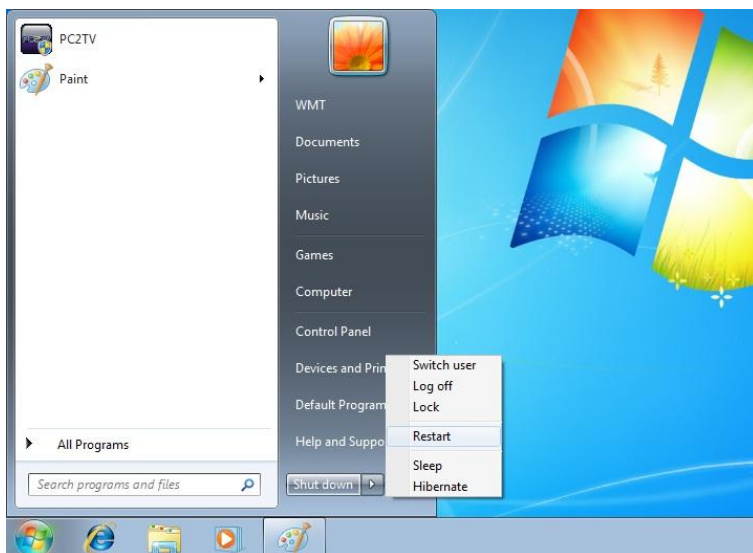 PC2TV
Paint
All Programs
Search programs and files
WMT
Documents
Pictures
Music
Games
Computer
Control Panel
Devices and Prin
Default Program
Help and Suppo
Shut down
Switch user
Log off
Lock
Restart
Sleep
Hibernate